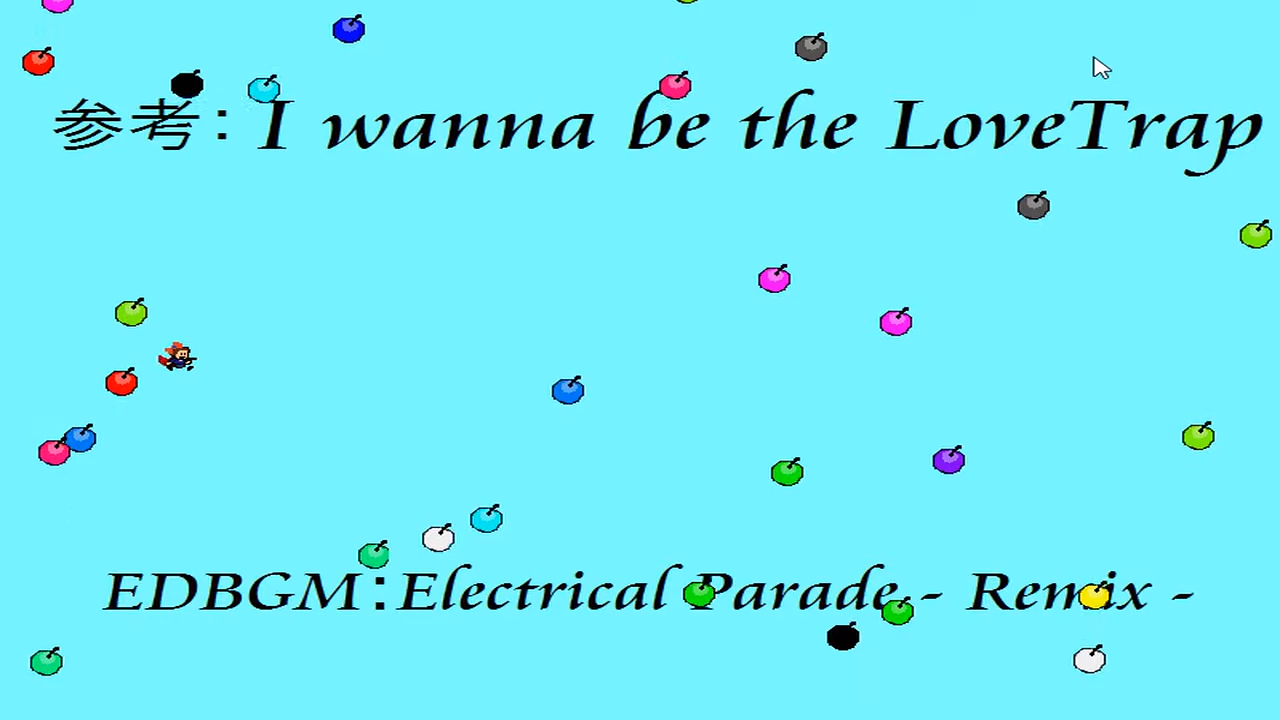 参考: I wanna be the LoveTrap
EDBGM:Electrical Parade - Remix -